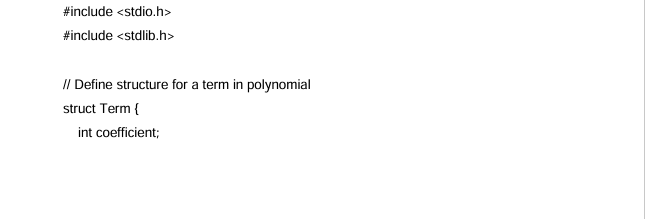 #include <stdio.h>
#include <stdlib.h>
// Define structure for a term in polynomial
struct Term {
int coefficient;